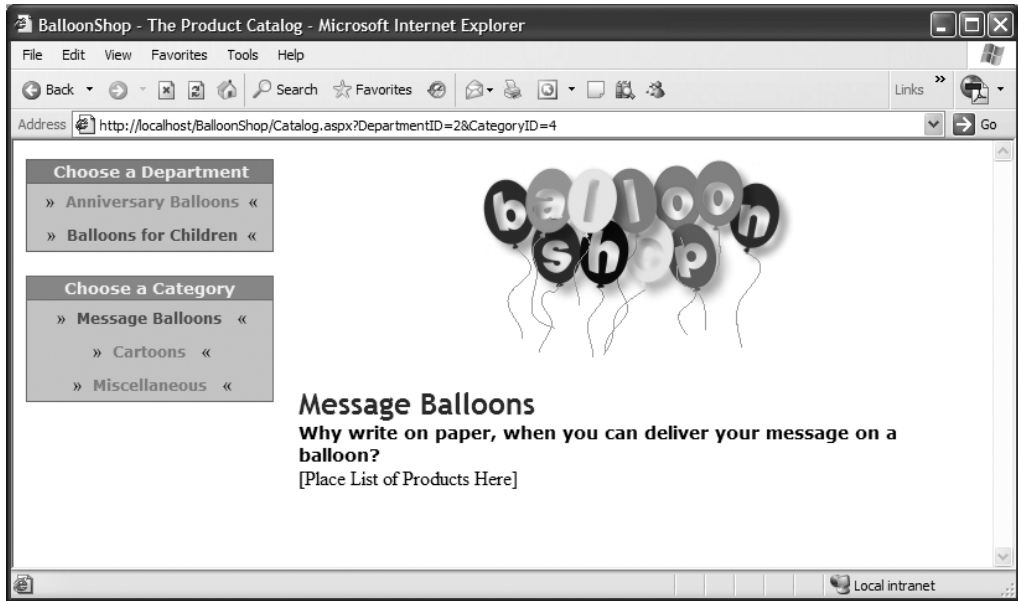 BalloonShop - The Product Catalog - Microsoft Internet Explorer
File Edit View Favorites Tools Help
Back Search Favorites Links »
Address http://localhost/BalloonShop/Catalog.aspx?DepartmentID=2&CategoryID=4 Go
Choose a Department
» Anniversary Balloons «
» Balloons for Children «
Choose a Category
» Message Balloons «
» Cartoons «
» Miscellaneous «
balloon
shop
Message Balloons
Why write on paper, when you can deliver your message on a
balloon?
[Place List of Products Here]
Local intranet